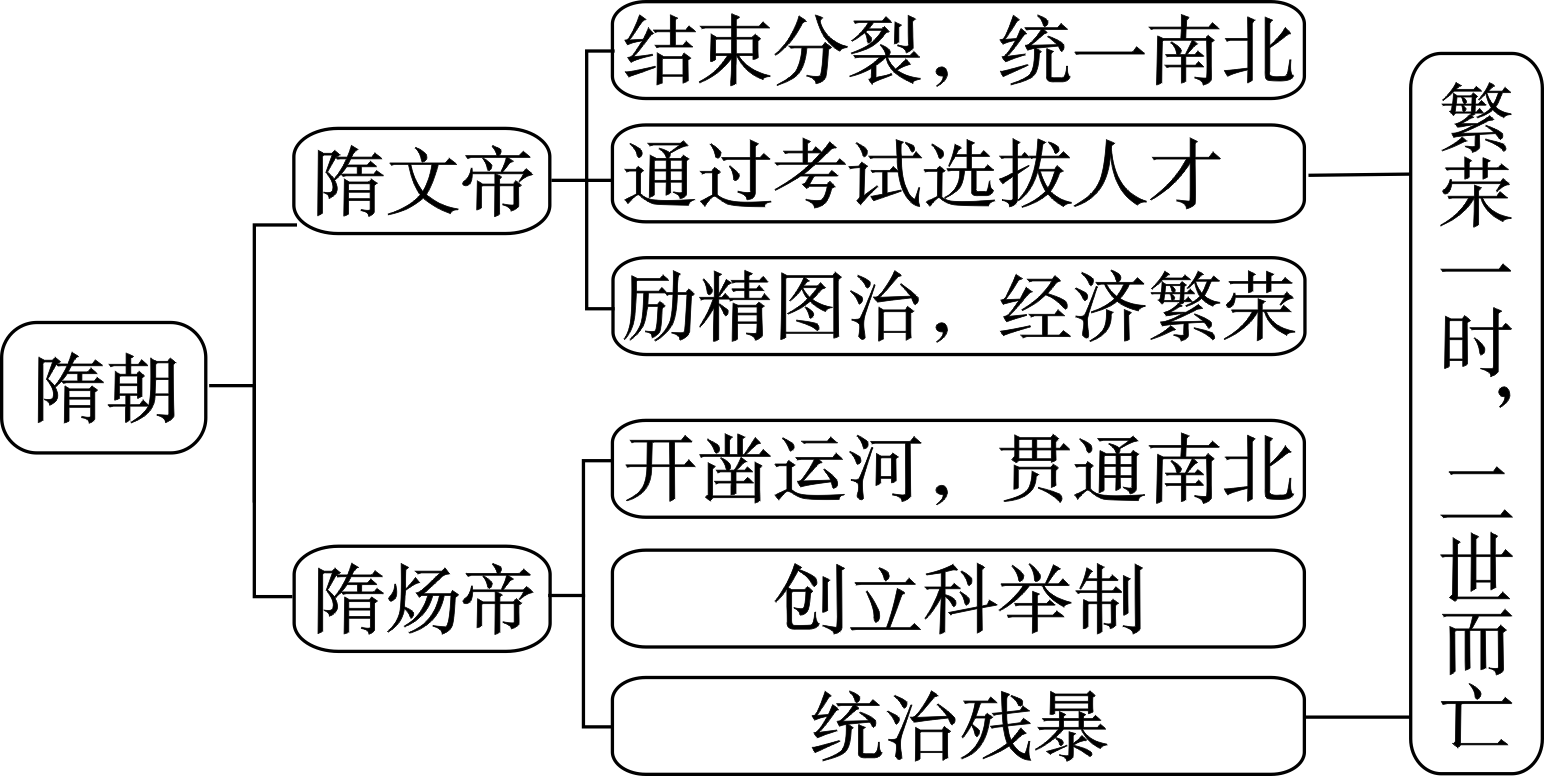 隋朝
隋文帝
结束分裂，统一南北
通过考试选拔人才
励精图治，经济繁荣
隋炀帝
开凿运河，贯通南北
创立科举制
统治残暴
繁荣一时，二世而亡